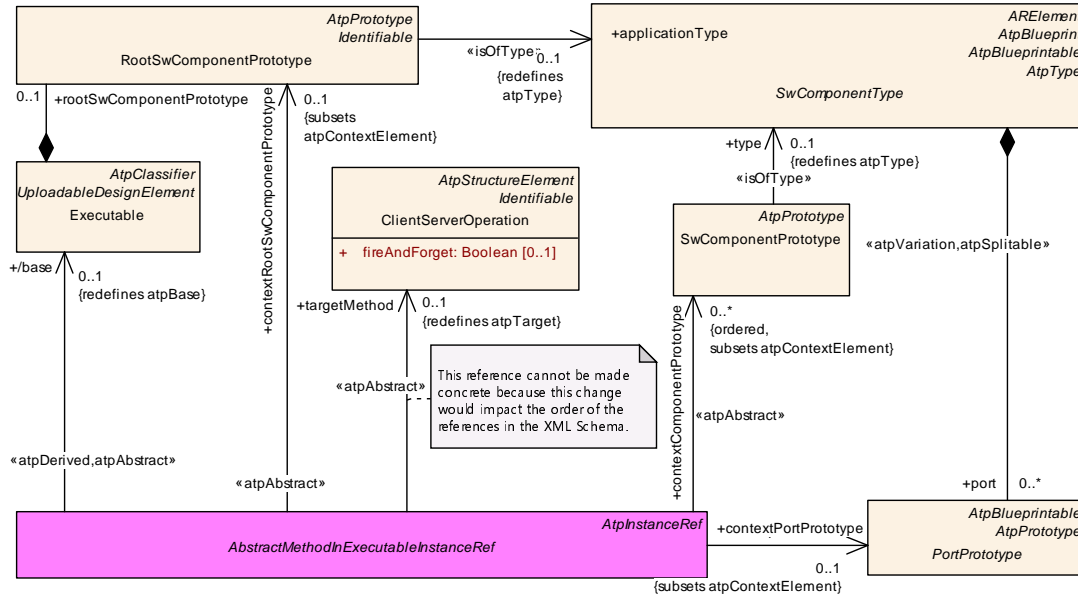 AtpPrototype
Identifiable
RootSwComponentPrototype
ARElement
AtpBlueprint
AtpBlueprintable
AtpType
+applicationType
SwComponentType
«isOfType»
0..1
{redefines
atpType}
0..1
+rootSwComponentPrototype
+contextRootSwComponentPrototype
0..1
{subsets
atpContextElement}
+type
0..1
{redefines atpType}
«isOfType»
AtpClassifier
UploadableDesignElement
Executable
AtpStructureElement
Identifiable
ClientServerOperation
+ fireAndForget: Boolean [0..1]
AtpPrototype
SwComponentPrototype
«atpVariation,atpSplitable»
+/base
0..1
{redefines atpBase}
+targetMethod
0..1
{redefines atpTarget}
+contextComponentPrototype
0..*
{ordered,
subsets atpContextElement}
This reference cannot be made
concrete because this change
would impact the order of the
references in the XML Schema.
«atpAbstract»
«atpAbstract»
«atpDerived,atpAbstract»
«atpAbstract»
+port
0..*
AtpInstanceRef
AbstractMethodInExecutableInstanceRef
+contextPortPrototype
0..1
{subsets atpContextElement}
AtpBlueprintable
AtpPrototype
PortPrototype